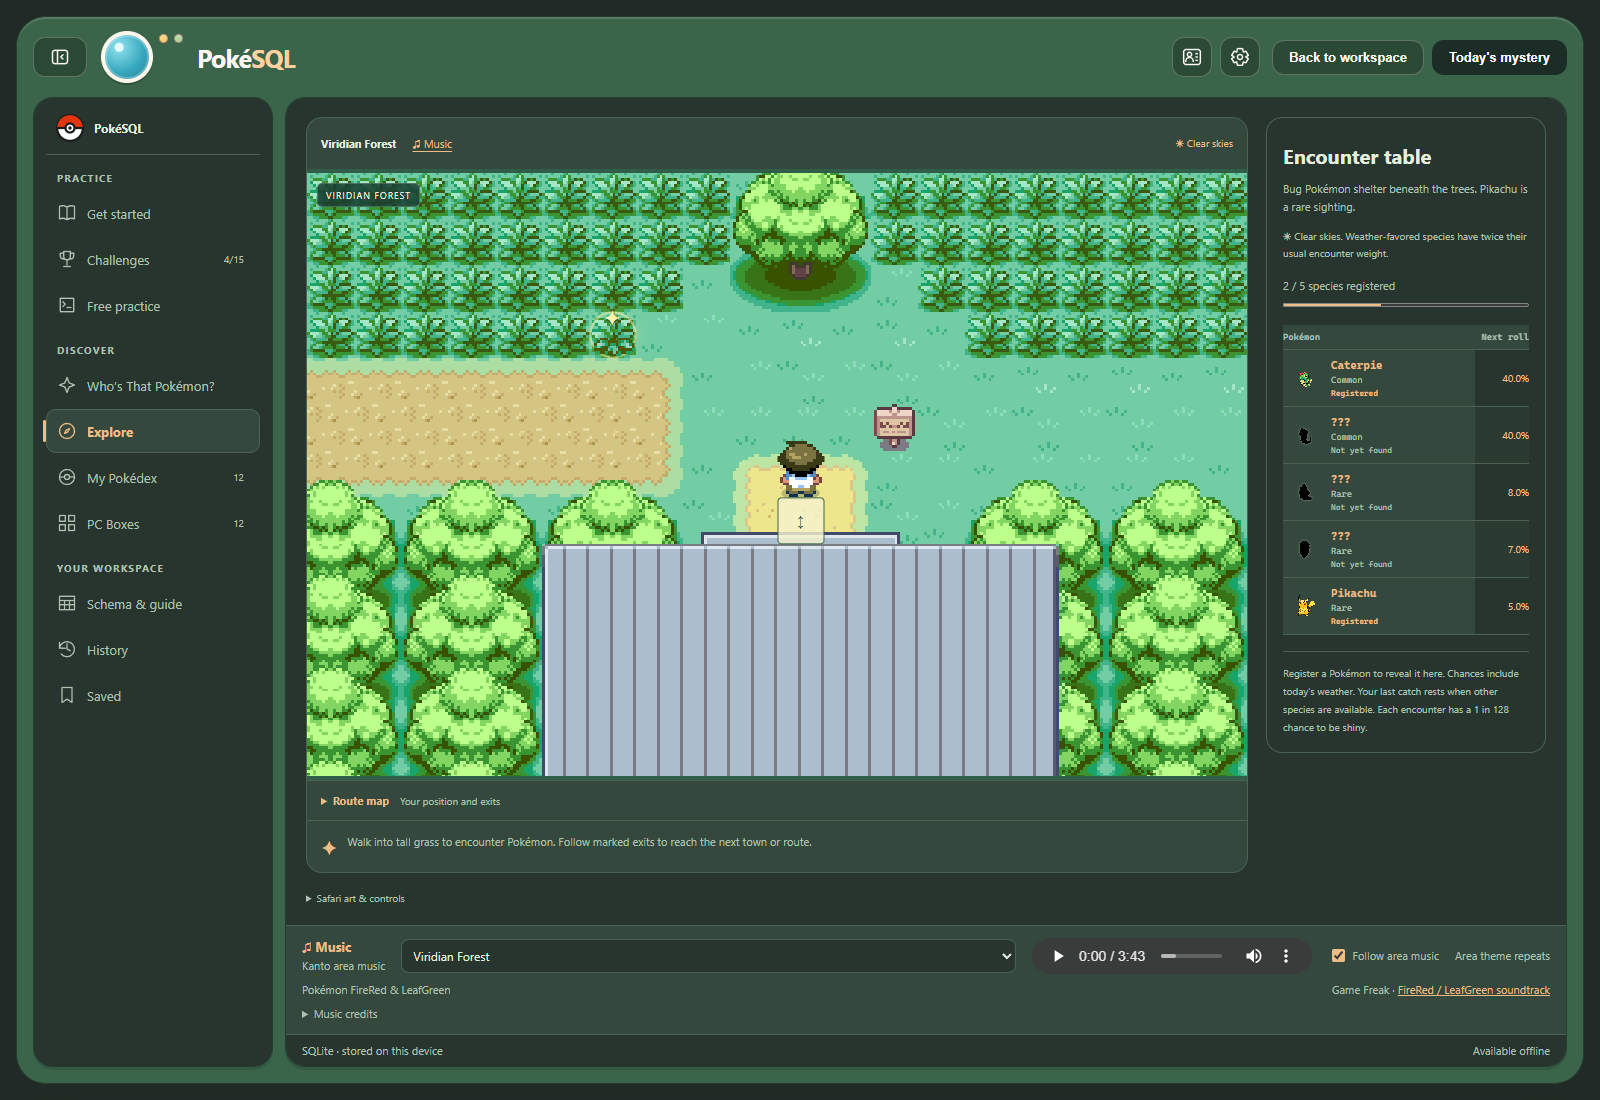 PokéSQL
Back to workspace
Today's mystery
PokéSQL
PRACTICE
Get started
Challenges 4/15
Free practice
DISCOVER
Who's That Pokémon?
Explore
My Pokédex 12
PC Boxes 12
YOUR WORKSPACE
Schema & guide
History
Saved
Viridian Forest ♫ Music
☀ Clear skies
VIRIDIAN FOREST
Route map Your position and exits
Walk into tall grass to encounter Pokémon. Follow marked exits to reach the next town or route.
Safari art & controls
Encounter table
Bug Pokémon shelter beneath the trees. Pikachu is
a rare sighting.
☀ Clear skies. Weather-favored species have twice their
usual encounter weight.
2 / 5 species registered
Pokémon Next roll
Caterpie
Common
Registered
40.0%
???
Common
Not yet found
40.0%
???
Rare
Not yet found
8.0%
???
Rare
Not yet found
7.0%
Pikachu
Rare
Registered
5.0%
Register a Pokémon to reveal it here. Chances include
today's weather. Your last catch rests when other
species are available. Each encounter has a 1 in 128
chance to be shiny.
♫ Music
Kanto area music
Viridian Forest
0:00 / 3:43
Follow area music
Area theme repeats
Pokémon FireRed & LeafGreen
Game Freak · FireRed / LeafGreen soundtrack
Music credits
SQLite · stored on this device
Available offline